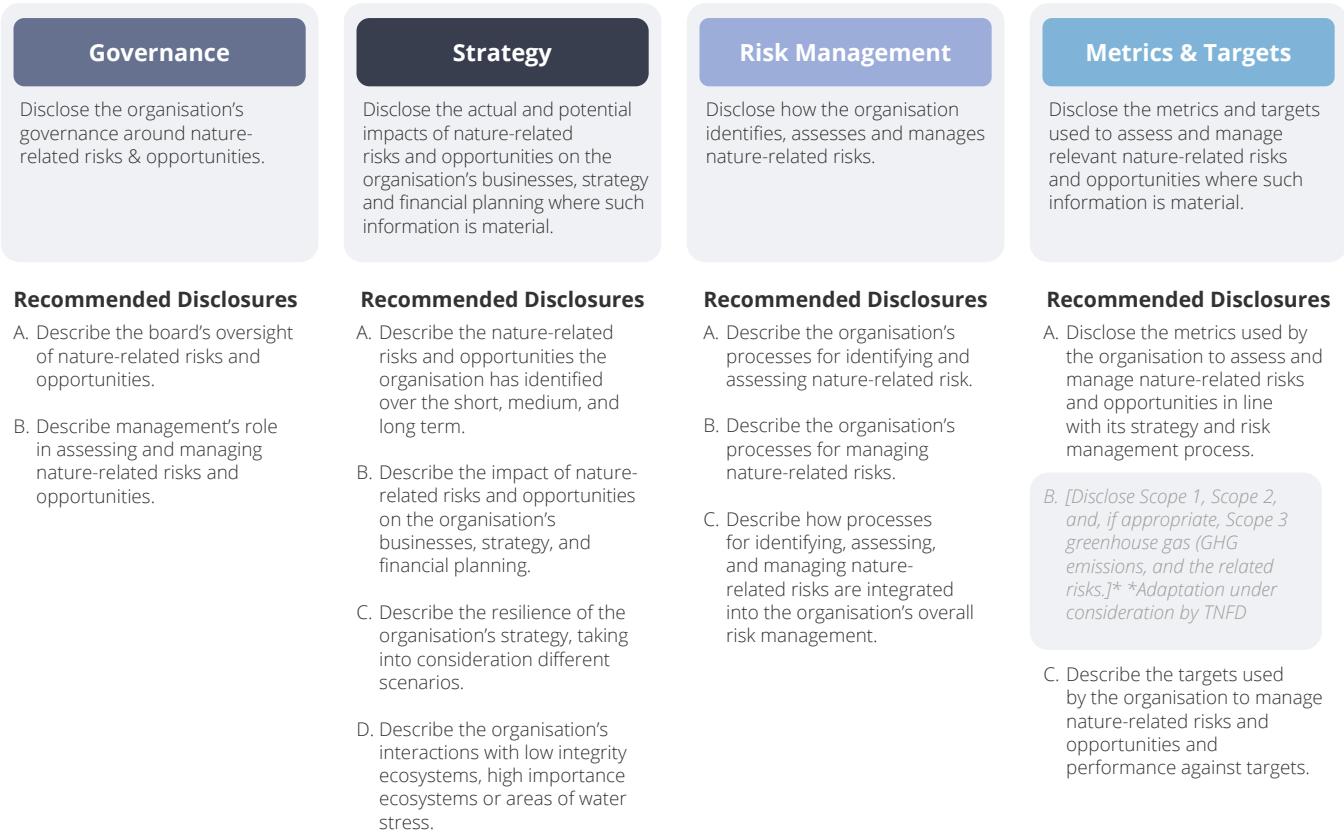 Governance
Disclose the organisation's
governance around nature-
related risks & opportunities.
Recommended Disclosures
A. Describe the board's oversight
of nature-related risks and
opportunities.
B. Describe management's role
in assessing and managing
nature-related risks and
opportunities.
Strategy
Disclose the actual and potential
impacts of nature-related
risks and opportunities on the
organisation's businesses, strategy
and financial planning where such
information is material.
Recommended Disclosures
A. Describe the nature-related
risks and opportunities the
organisation has identified
over the short, medium, and
long term.
B. Describe the impact of nature-
related risks and opportunities
on the organisation's
businesses, strategy, and
financial planning.
C. Describe the resilience of the
organisation's strategy, taking
into consideration different
scenarios.
D. Describe the organisation's
interactions with low integrity
ecosystems, high importance
ecosystems or areas of water
stress.
Risk Management
Disclose how the organisation
identifies, assesses and manages
nature-related risks.
Recommended Disclosures
A. Describe the organisation's
processes for identifying and
assessing nature-related risk.
B. Describe the organisation's
processes for managing
nature-related risks.
C. Describe how processes
for identifying, assessing,
and managing nature-
related risks are integrated
into the organisation's overall
risk management.
Metrics & Targets
Disclose the metrics and targets
used to assess and manage
relevant nature-related risks
and opportunities where such
information is material.
Recommended Disclosures
A. Disclose the metrics used by
the organisation to assess and
manage nature-related risks
and opportunities in line
with its strategy and risk
management process.
B. [Disclose Scope 1, Scope 2,
and, if appropriate, Scope 3
greenhouse gas (GHG
emissions, and the related
risks.]* *Adaptation under
consideration by TNFD
C. Describe the targets used
by the organisation to manage
nature-related risks and
opportunities and
performance against targets.